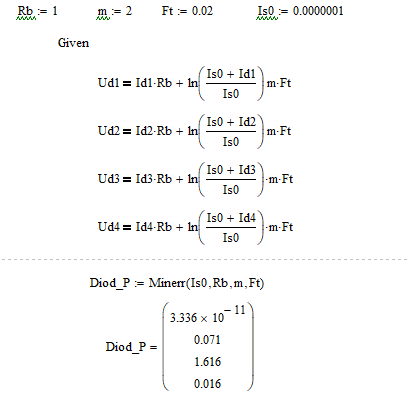 Rb := 1 m := 2 Ft := 0.02 Is0 := 0.0000001
Given
Ud1 = Id1·Rb + ln((Is0 + Id1)/Is0)m·Ft
Ud2 = Id2·Rb + ln((Is0 + Id2)/Is0)m·Ft
Ud3 = Id3·Rb + ln((Is0 + Id3)/Is0)·m·Ft
Ud4 = Id4·Rb + ln((Is0 + Id4)/Is0)·m·Ft
Diod_P := Minerr(Is0,Rb,m,Ft)
Diod_P = (3.336 × 10^-11
0.071
1.616
0.016)